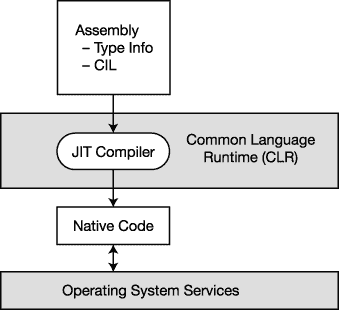 Assembly
– Type Info
– CIL
JIT Compiler
Common Language
Runtime (CLR)
Native Code
Operating System Services